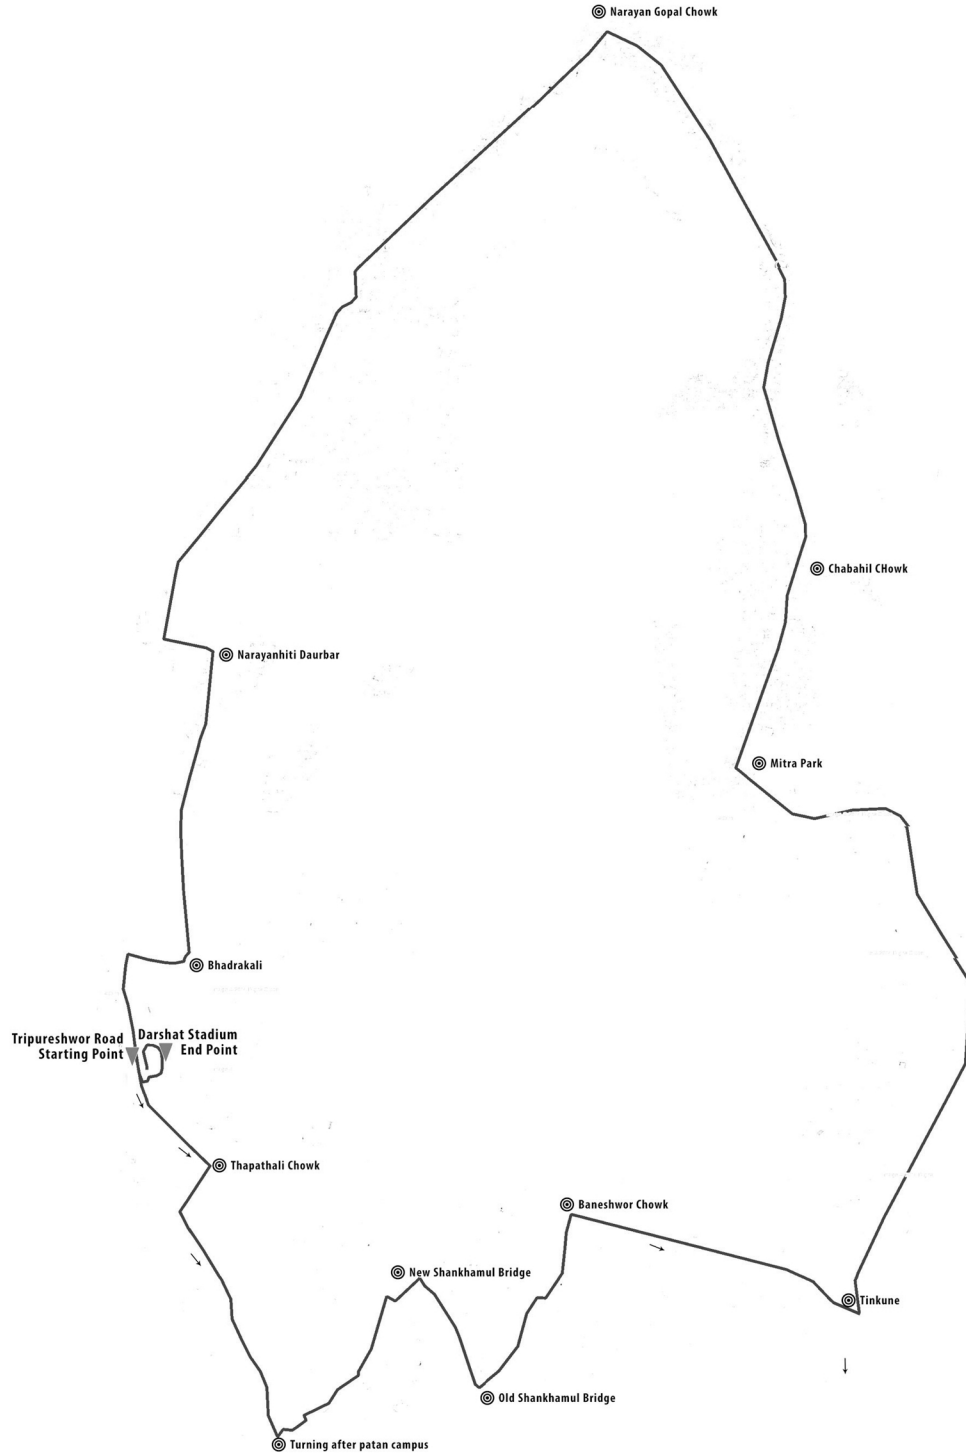 Narayan Gopal Chowk
Chabahil CHowk
Narayanhiti Daurbar
Mitra Park
Bhadrakali
Tripureshwor Road
Starting Point
Darshat Stadium
End Point
Thapathali Chowk
Baneshwor Chowk
New Shankhamul Bridge
Tinkune
Old Shankhamul Bridge
Turning after patan campus